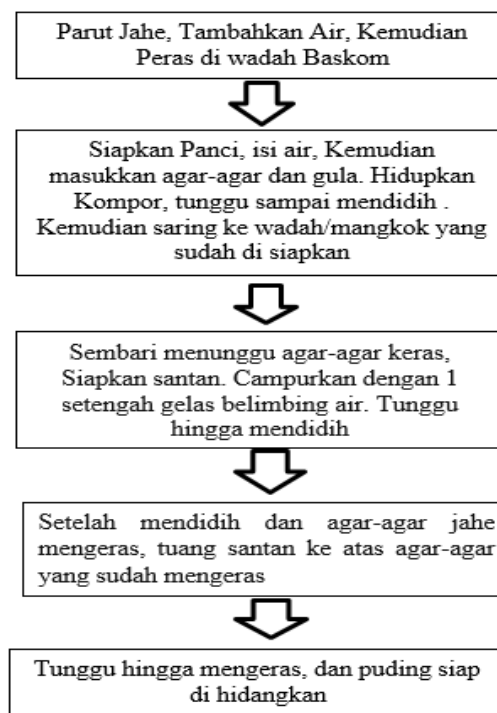 Parut Jahe, Tambahkan Air, Kemudian
Peras di wadah Baskom
Siapkan Panci, isi air, Kemudian
masukkan agar-agar dan gula. Hidupkan
Kompor, tunggu sampai mendidih .
Kemudian saring ke wadah/mangkok yang
sudah di siapkan
Sembari menunggu agar-agar keras,
Siapkan santan. Campurkan dengan 1
setengah gelas belimbing air. Tunggu
hingga mendidih
Setelah mendidih dan agar-agar jahe
mengeras, tuang santan ke atas agar-agar
yang sudah mengeras
Tunggu hingga mengeras, dan puding siap
di hidangkan